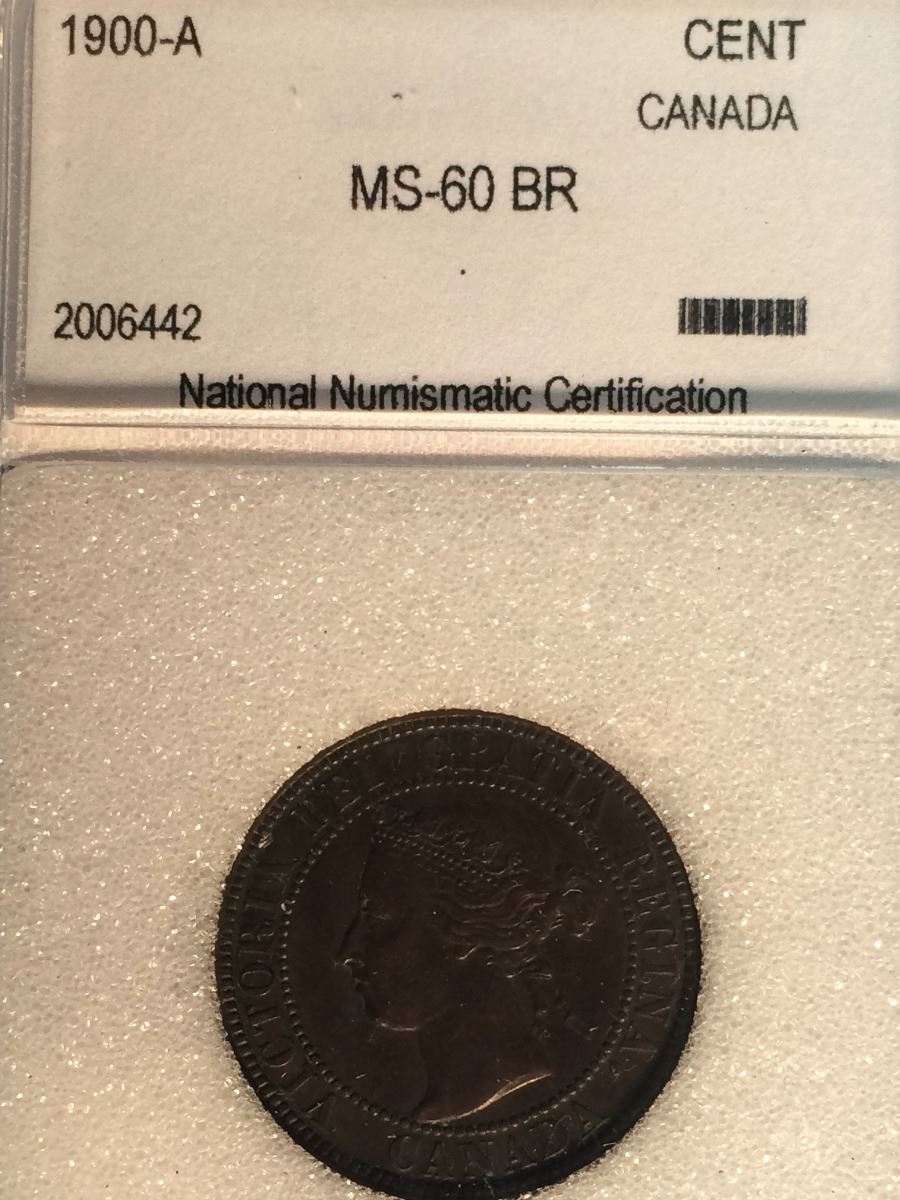 1900-A CENT
CANADA
MS-60 BR
2006442
National Numismatic Certification
VICTORIA DEI GRATIA REGINA.
CANADA